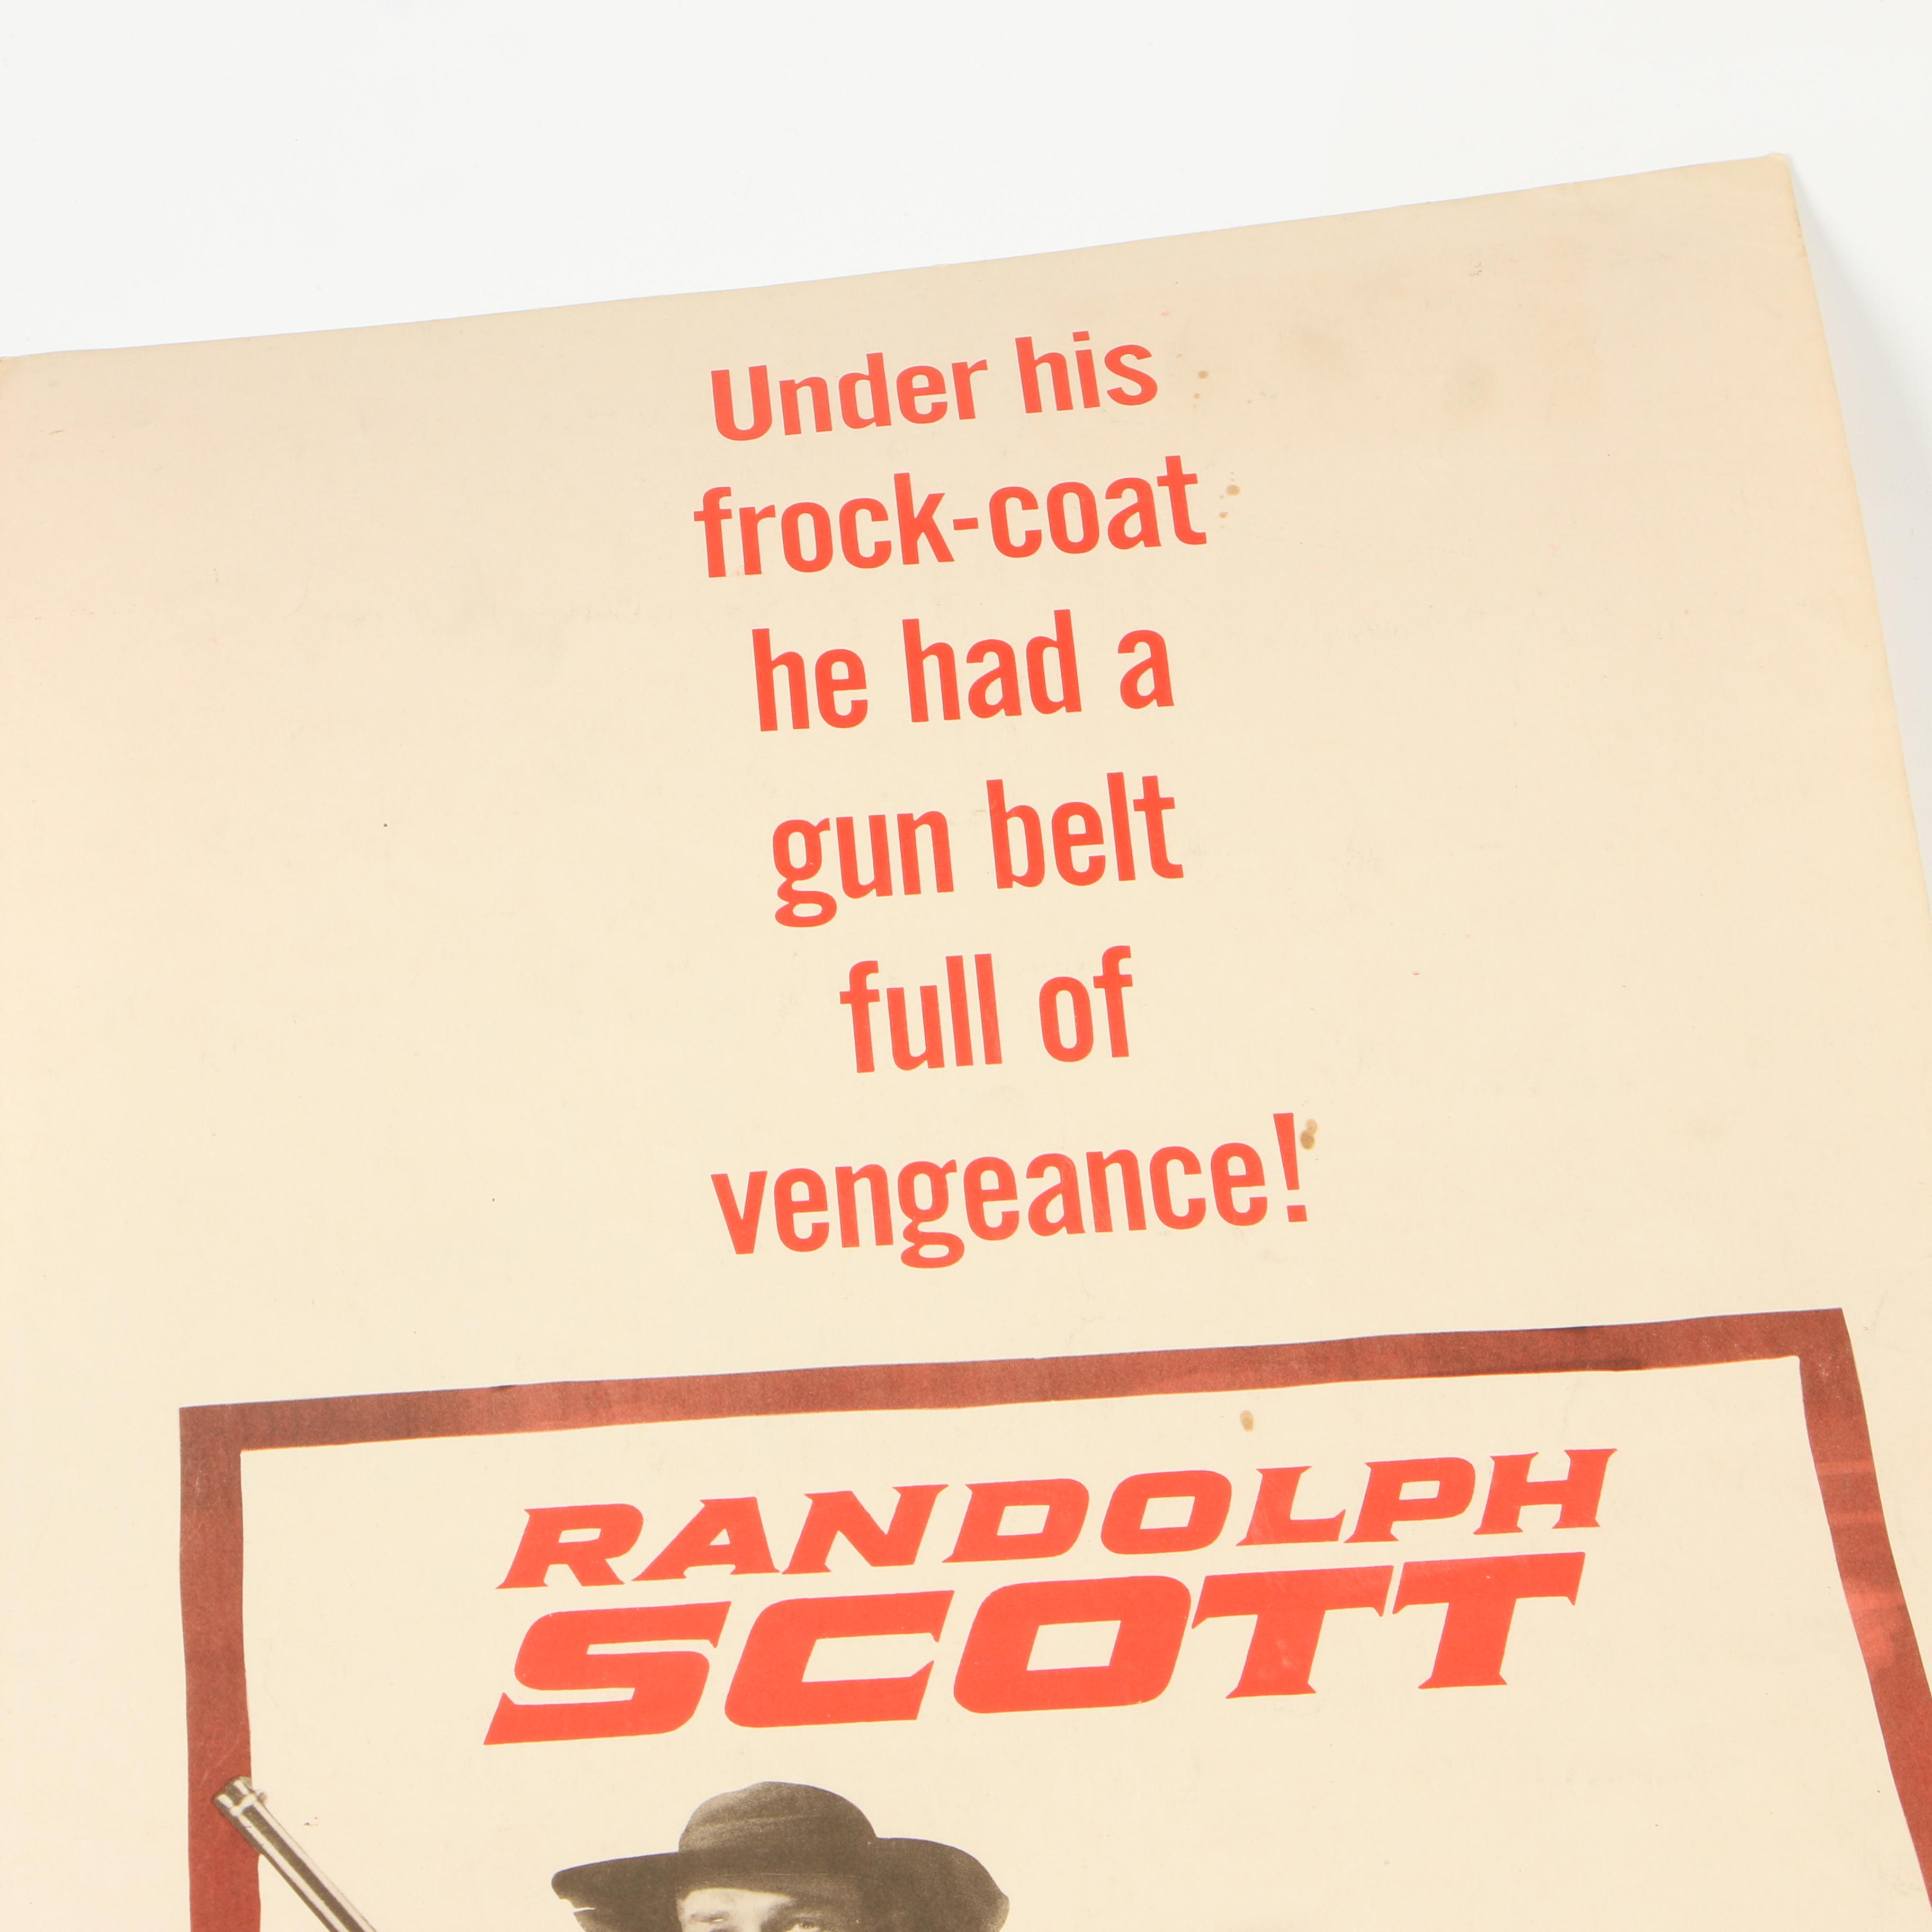 Under his
frock-coat
he had a
gun belt
full of
vengeance!
RANDOLPH
SCOTT